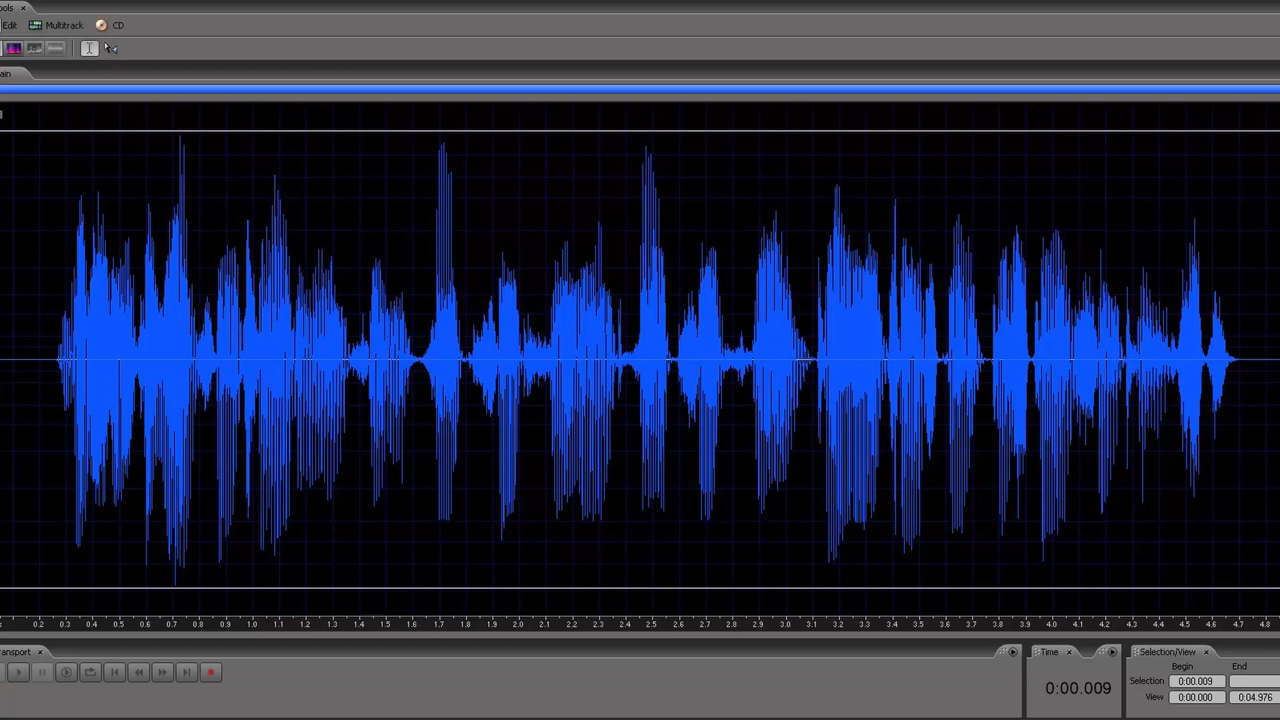 ools ×
Edit Multitrack CD
ain
0.2 0.3 0.4 0.5 0.6 0.7 0.8 0.9 1.0 1.1 1.2 1.3 1.4 1.5 1.6 1.7 1.8 1.9 2.0 2.1 2.2 2.3 2.4 2.5 2.6 2.7 2.8 2.9 3.0 3.1 3.2 3.3 3.4 3.5 3.6 3.7 3.8 3.9 4.0 4.1 4.2 4.3 4.4 4.5 4.6 4.7 4.8
ransport ×
Time ×
Selection/View ×
Begin End
Selection 0:00.009
View 0:00.000 0:04.976
0:00.009